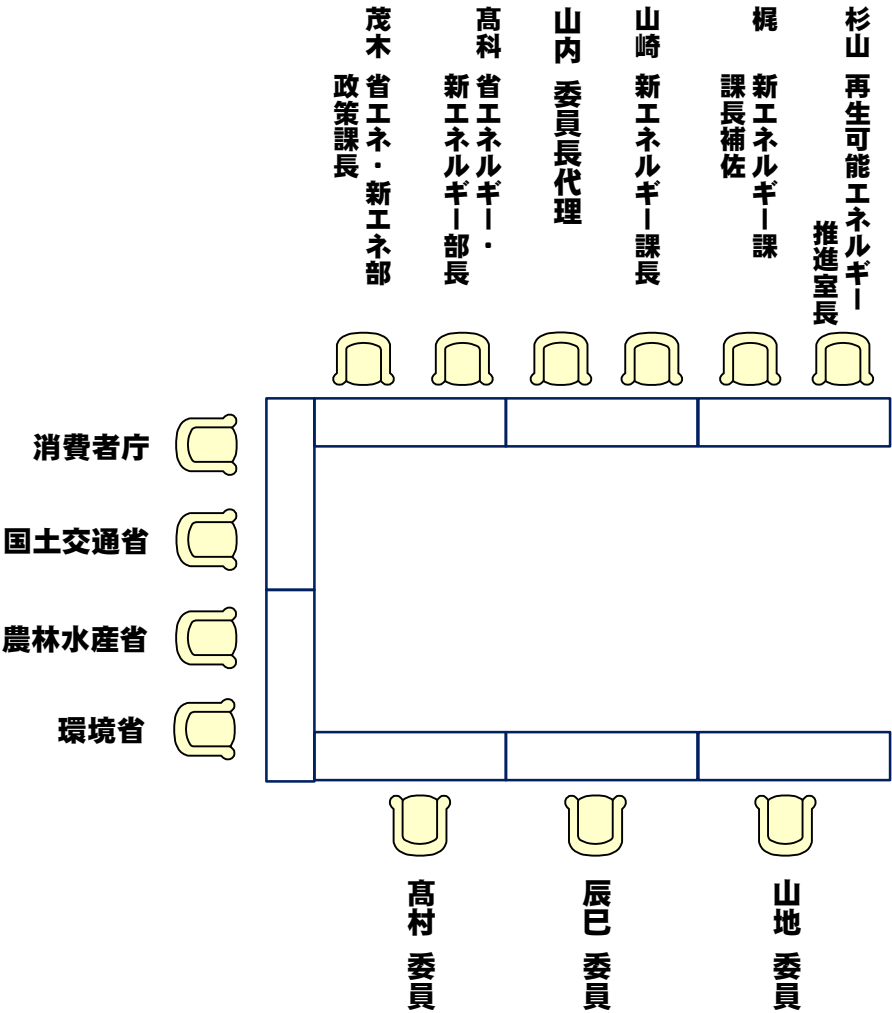 茂木 省エネ・新エネ部
政策課長
髙科 省エネルギー・
新エネルギー部長
山内 委員長代理
山崎 新エネルギー課長
梶 新エネルギー課
課長補佐
杉山 再生可能エネルギー
推進室長
消費者庁
国土交通省
農林水産省
環境省
髙村 委員
辰巳 委員
山地 委員